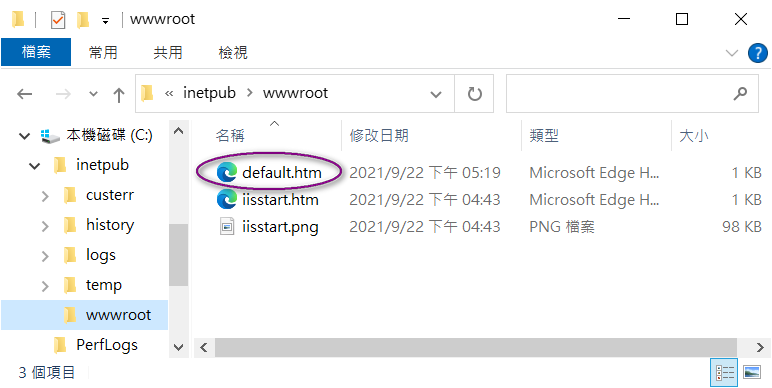 wwwroot
檔案 常用 共用 檢視
« inetpub > wwwroot
本機磁碟 (C:)
inetpub
custerr
history
logs
temp
wwwroot
PerfLogs
名稱 修改日期 類型 大小
default.htm 2021/9/22 下午 05:19 Microsoft Edge H... 1 KB
iisstart.htm 2021/9/22 下午 04:43 Microsoft Edge H... 1 KB
iisstart.png 2021/9/22 下午 04:43 PNG 檔案 98 KB
3 個項目